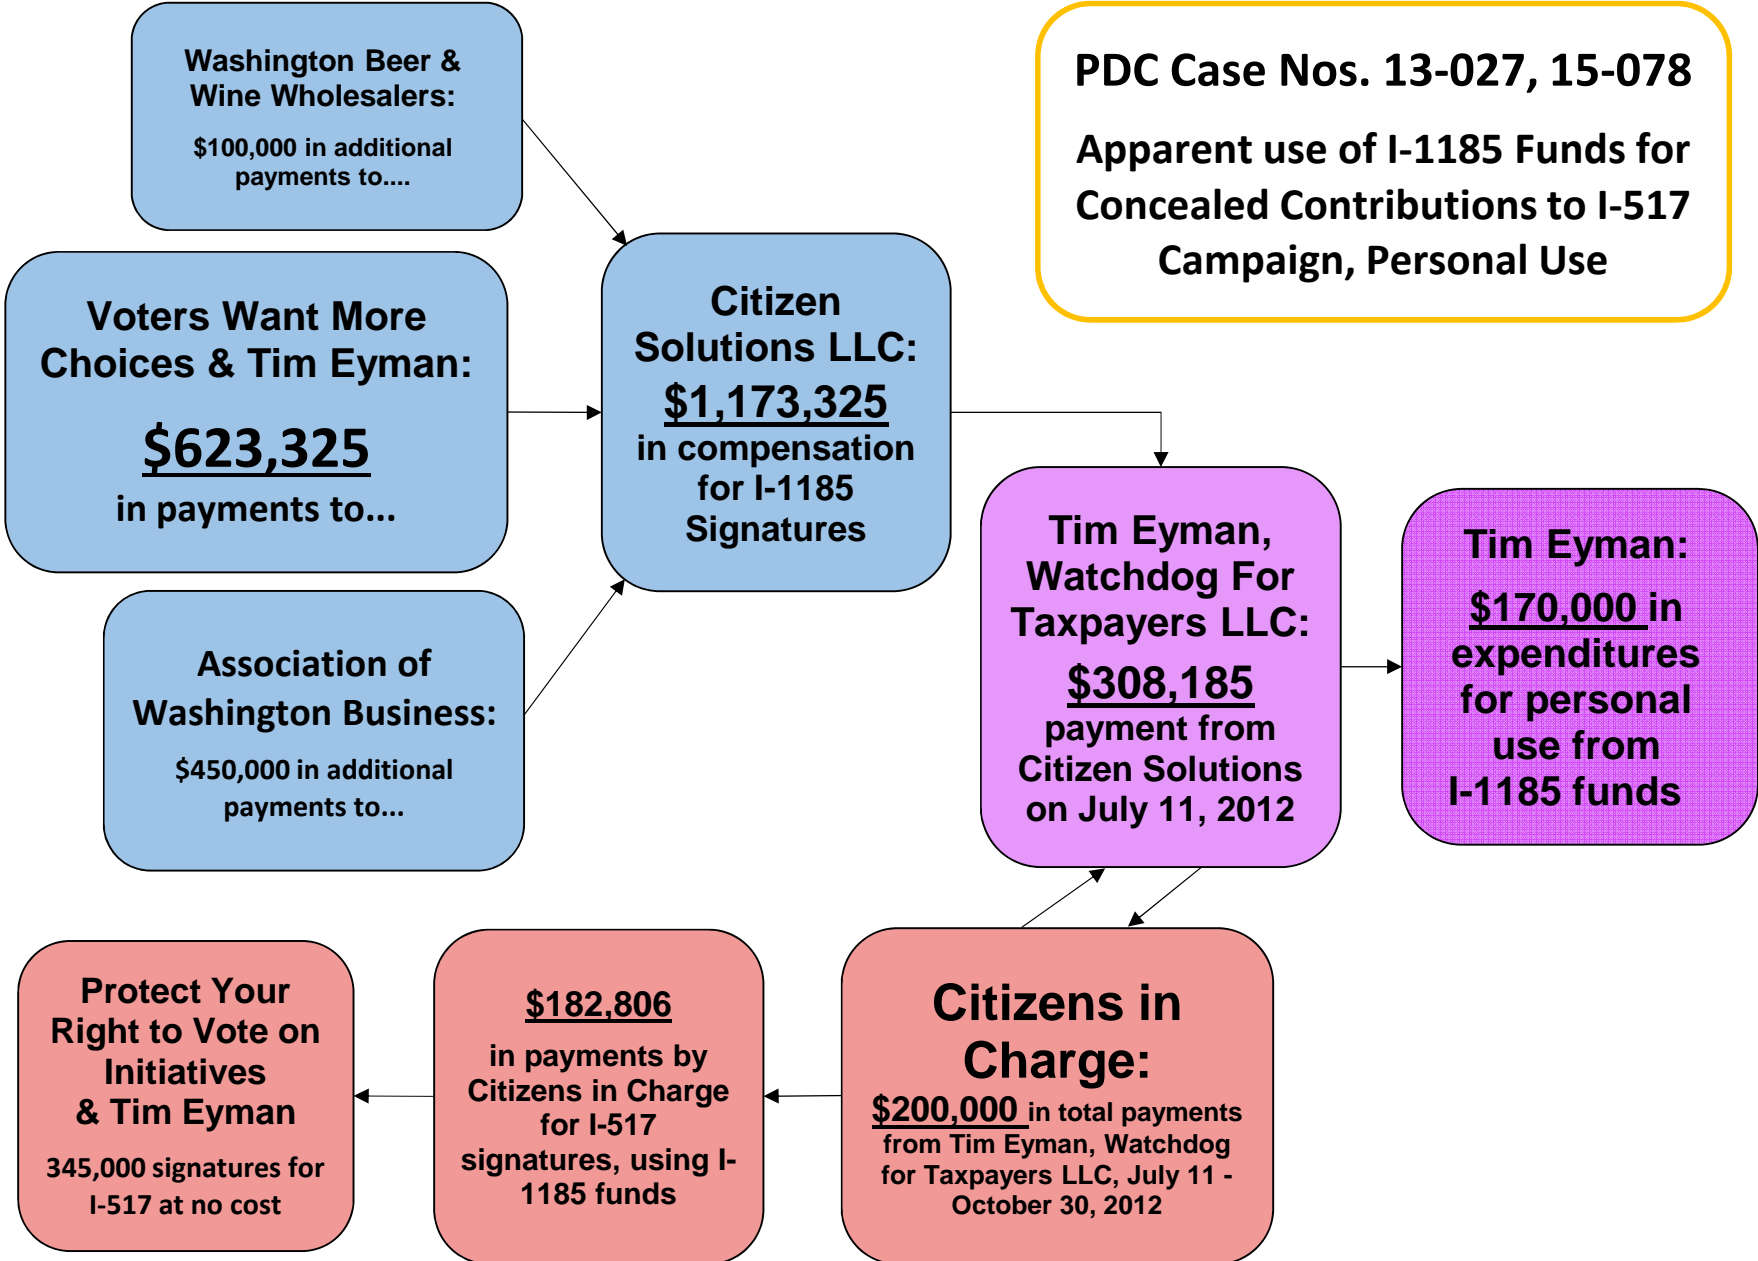 Washington Beer &
Wine Wholesalers:
$100,000 in additional
payments to....
PDC Case Nos. 13-027, 15-078
Apparent use of I-1185 Funds for
Concealed Contributions to I-517
Campaign, Personal Use
Voters Want More
Choices & Tim Eyman:
$623,325
in payments to...
Citizen
Solutions LLC:
$1,173,325
in compensation
for I-1185
Signatures
Association of
Washington Business:
$450,000 in additional
payments to...
Tim Eyman,
Watchdog For
Taxpayers LLC:
$308,185
payment from
Citizen Solutions
on July 11, 2012
Tim Eyman:
$170,000 in
expenditures
for personal
use from
I-1185 funds
Protect Your
Right to Vote on
Initiatives
& Tim Eyman
345,000 signatures for
I-517 at no cost
$182,806
in payments by
Citizens in Charge
for I-517
signatures, using I-
1185 funds
Citizens in
Charge:
$200,000 in total payments
from Tim Eyman, Watchdog
for Taxpayers LLC, July 11 -
October 30, 2012